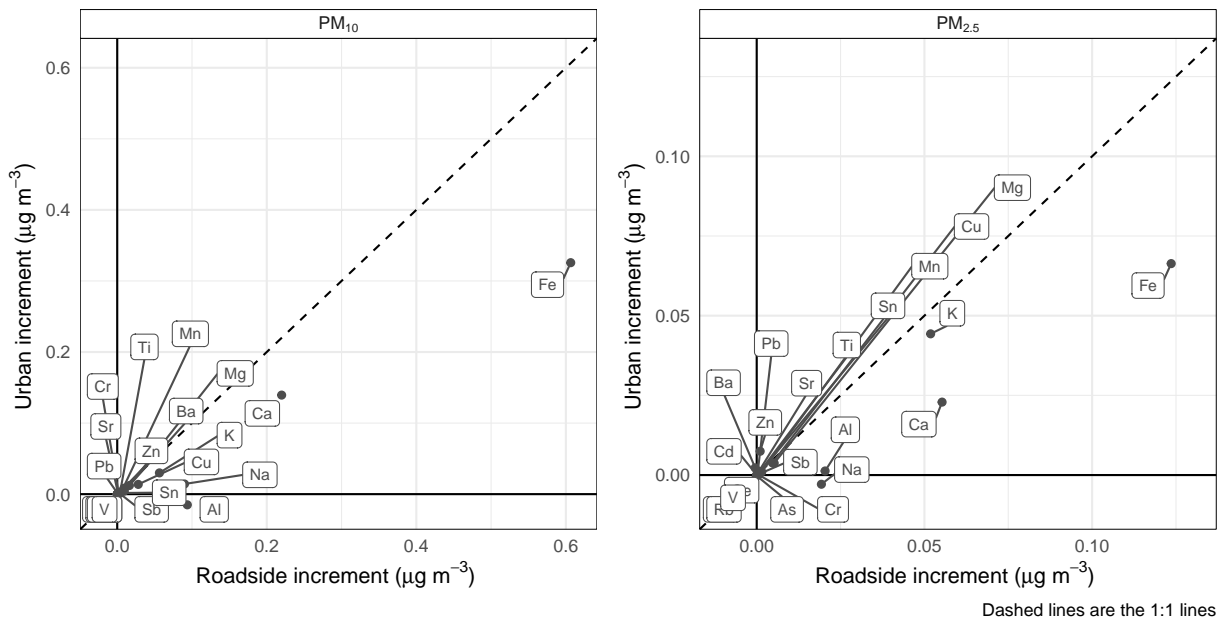 PM₁₀
PM₂.₅
Urban increment (µg m⁻³)
0.6
0.4
0.2
0.0
Fe
Mn
Ti
Mg
Cr
Ca
Ba
Sr
K
Zn
Cu
Pb
Na
Sn
V
Sb
Al
0.0
0.2
0.4
0.6
Roadside increment (µg m⁻³)
Urban increment (µg m⁻³)
0.10
0.05
0.00
Mg
Cu
Mn
Fe
Sn
K
Pb
Ti
Ba
Sr
Zn
Ca
Al
Cd
Sb
Na
V
Rb
As
Cr
0.00
0.05
0.10
Roadside increment (µg m⁻³)
Dashed lines are the 1:1 lines